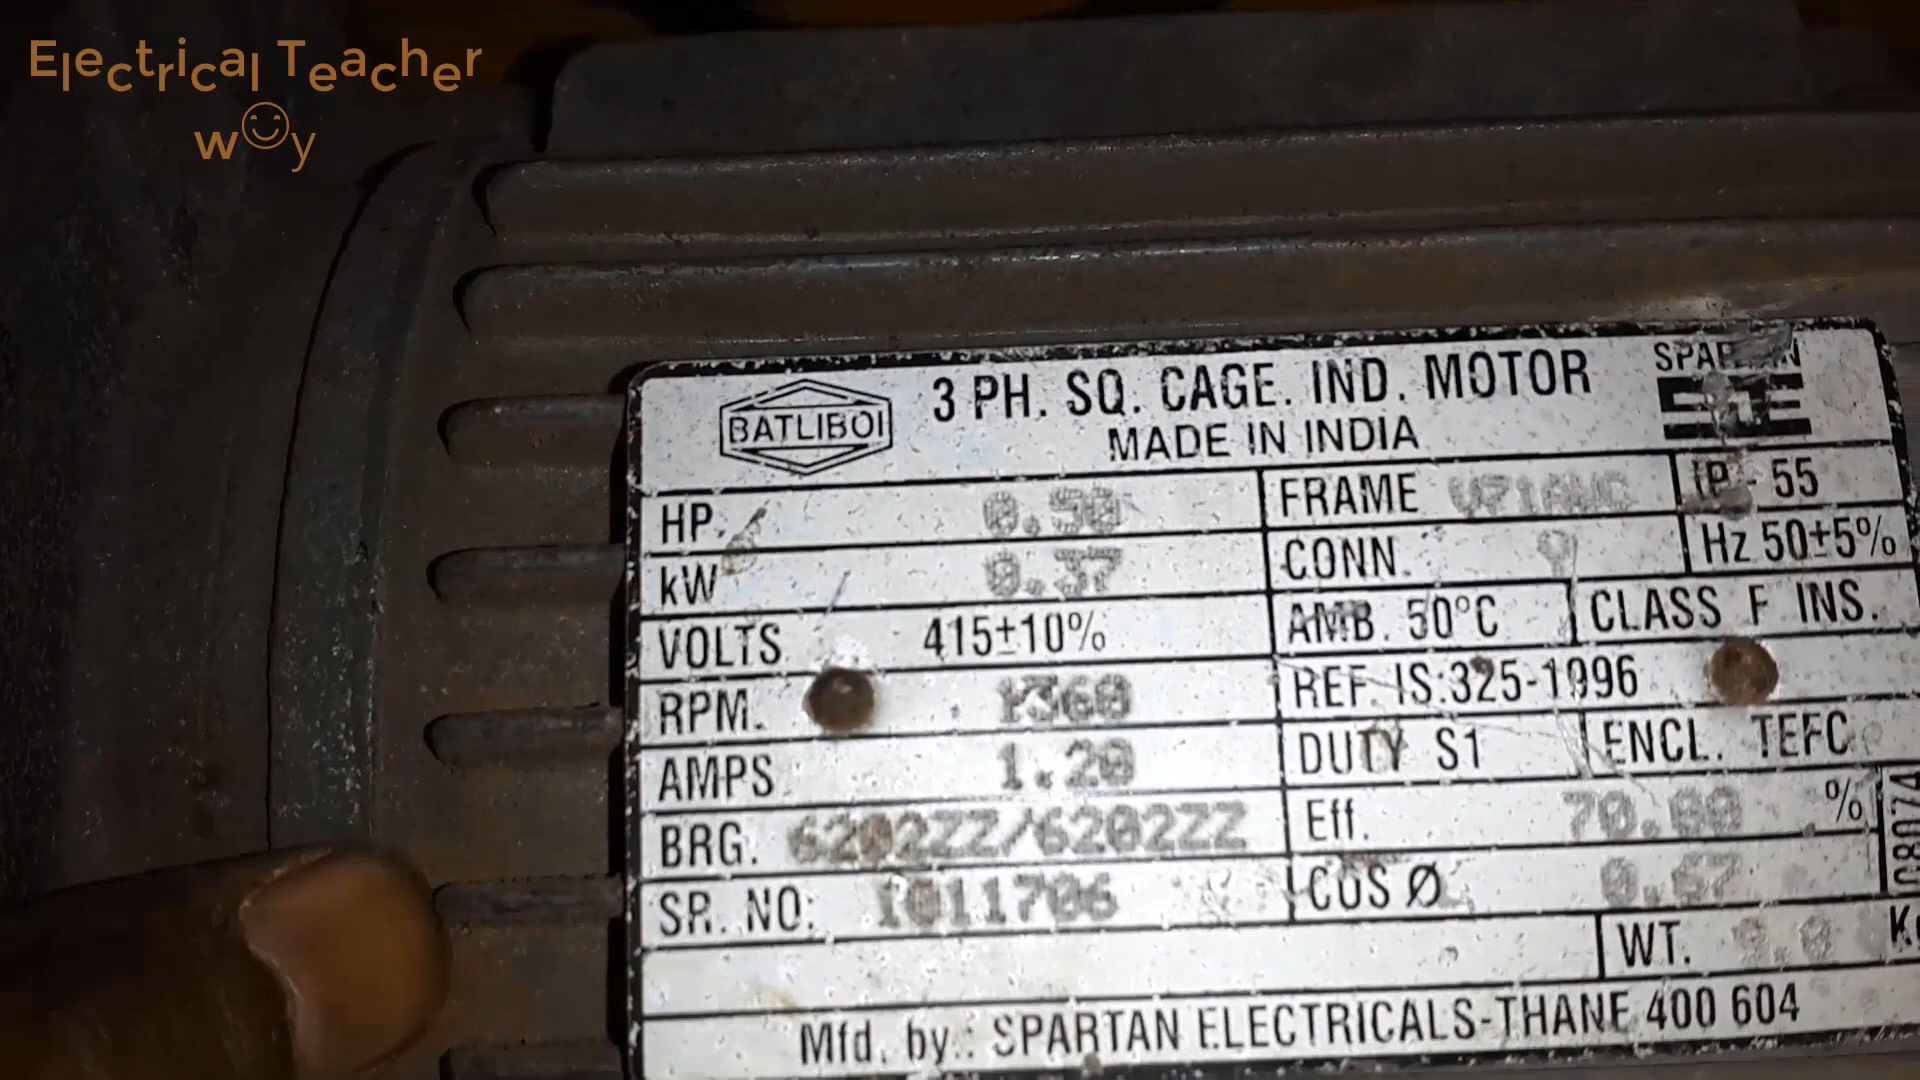 Electrical Teacher
way
BATLIBOI
3 PH. SQ. CAGE. IND. MOTOR
MADE IN INDIA
SPARTAN
HP. 0.50
FRAME
IP - 55
kW 0.37
CONN.
Hz 50±5%
VOLTS 415±10%
AMB. 50°C
CLASS F INS.
RPM. 1360
REF IS:325-1996
AMPS 1.20
DUTY S1
ENCL. TEFC
BRG. 6202ZZ/6202ZZ
Eff. %
SR. NO: 1011706
COS Ø 0.67
WT.
Mfd. by.: SPARTAN ELECTRICALS-THANE 400 604